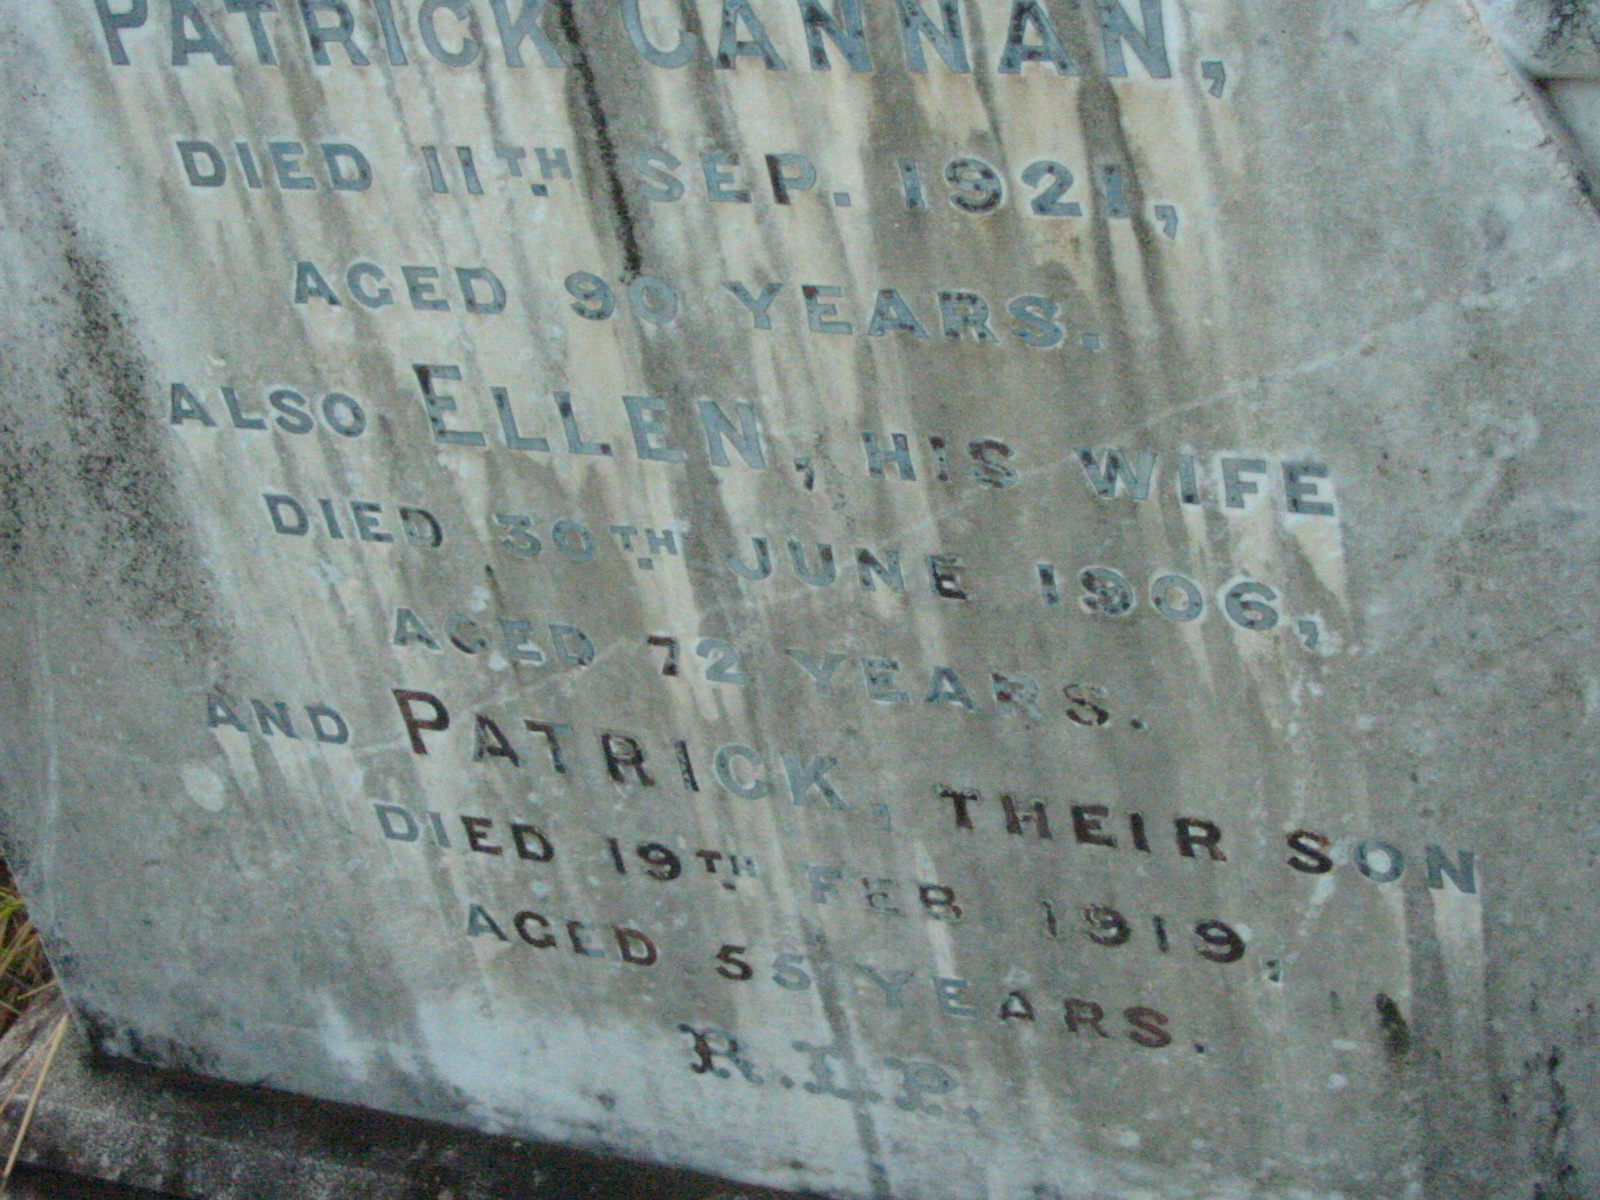 PATRICK CANNAN,
DIED 11TH SEP. 1921,
AGED 90 YEARS.
ALSO ELLEN, HIS WIFE
DIED 30TH JUNE 1906,
AGED 72 YEARS.
AND PATRICK, THEIR SON
DIED 19TH FEB 1919,
AGED 55 YEARS.
R.I.P.